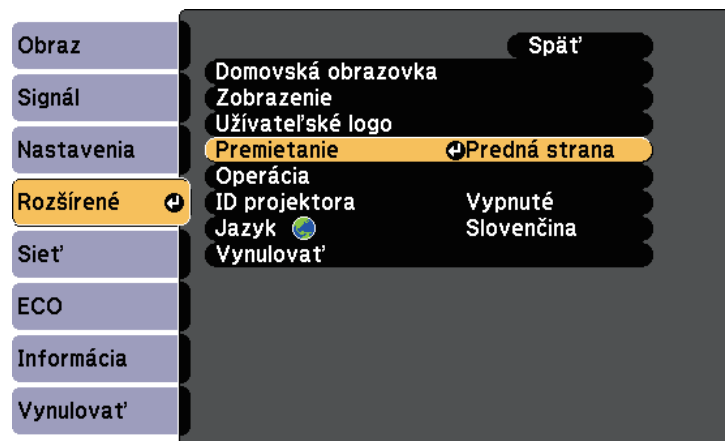 Obraz
Signál
Nastavenia
Rozšírené
Sieť
ECO
Informácia
Vynulovať
Späť
Domovská obrazovka
Zobrazenie
Užívateľské logo
Premietanie Predná strana
Operácia
ID projektora Vypnuté
Jazyk Slovenčina
Vynulovať